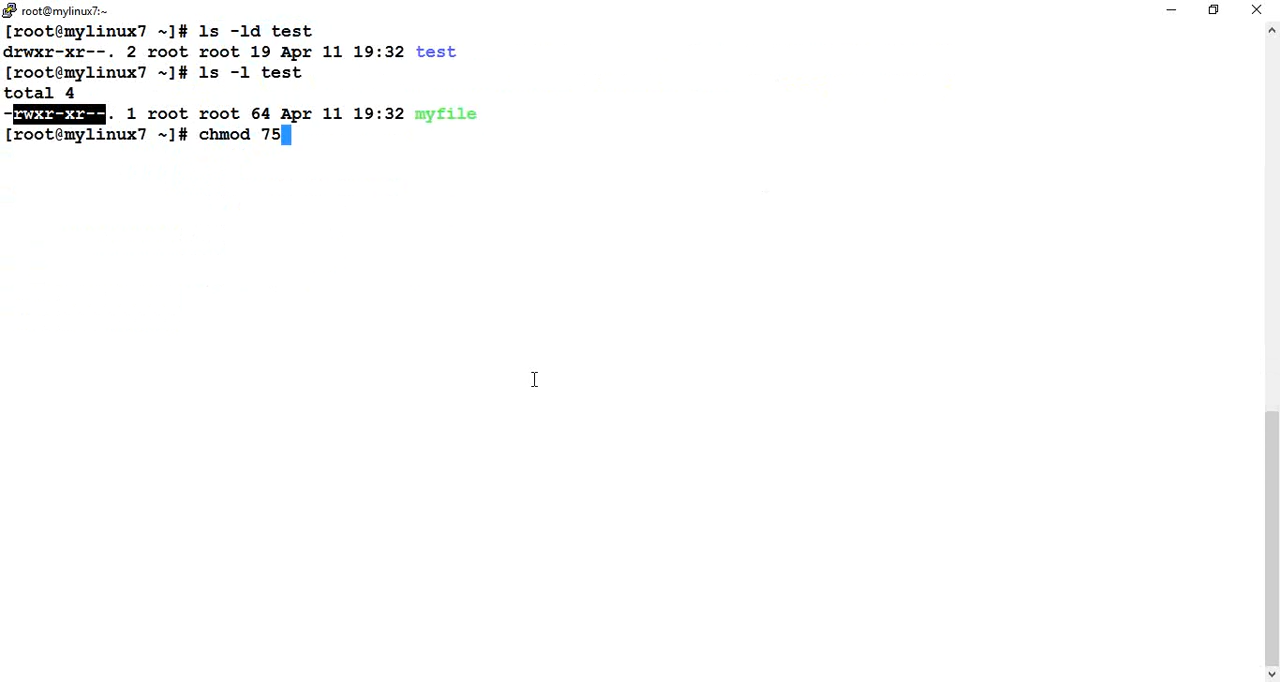 root@mylinux7:~
[root@mylinux7 ~]# ls -ld test
drwxr-xr--. 2 root root 19 Apr 11 19:32 test
[root@mylinux7 ~]# ls -l test
total 4
-rwxr-xr--. 1 root root 64 Apr 11 19:32 myfile
[root@mylinux7 ~]# chmod 75